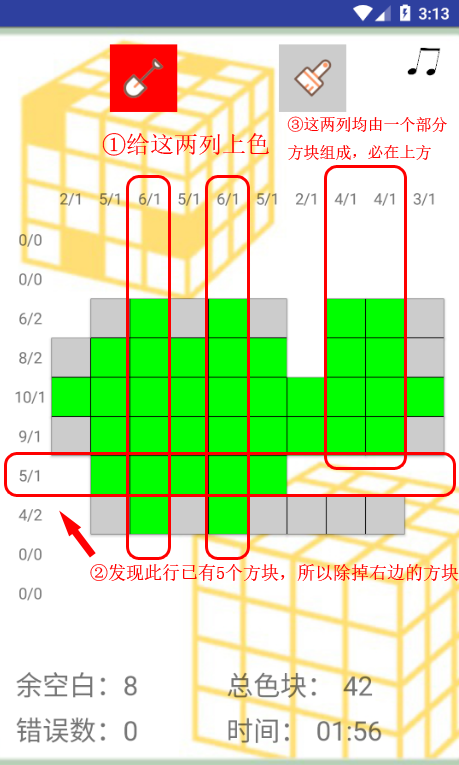 3:13
①给这两列上色
③这两列均由一个部分
方块组成，必在上方
2/1 5/1 6/1 5/1 6/1 5/1 2/1 4/1 4/1 3/1
0/0
0/0
6/2
8/2
10/1
9/1
5/1
4/2
0/0
0/0
②发现此行已有5个方块，所以除掉右边的方块
余空白：8 总色块： 42
错误数：0 时间： 01:56